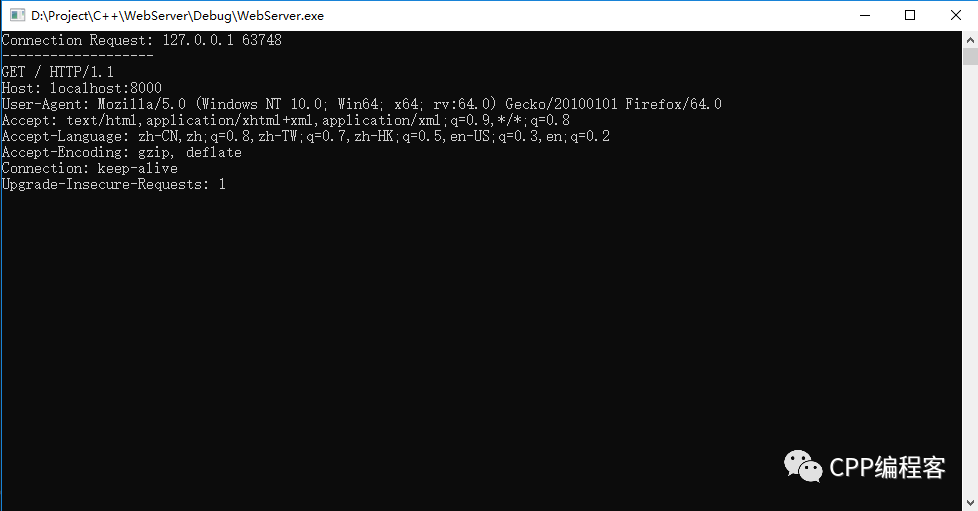 D:\Project\C++\WebServer\Debug\WebServer.exe
Connection Request: 127.0.0.1 63748
-------------------
GET / HTTP/1.1
Host: localhost:8000
User-Agent: Mozilla/5.0 (Windows NT 10.0; Win64; x64; rv:64.0) Gecko/20100101 Firefox/64.0
Accept: text/html,application/xhtml+xml,application/xml;q=0.9,*/*;q=0.8
Accept-Language: zh-CN,zh;q=0.8,zh-TW;q=0.7,zh-HK;q=0.5,en-US;q=0.3,en;q=0.2
Accept-Encoding: gzip, deflate
Connection: keep-alive
Upgrade-Insecure-Requests: 1
CPP编程客